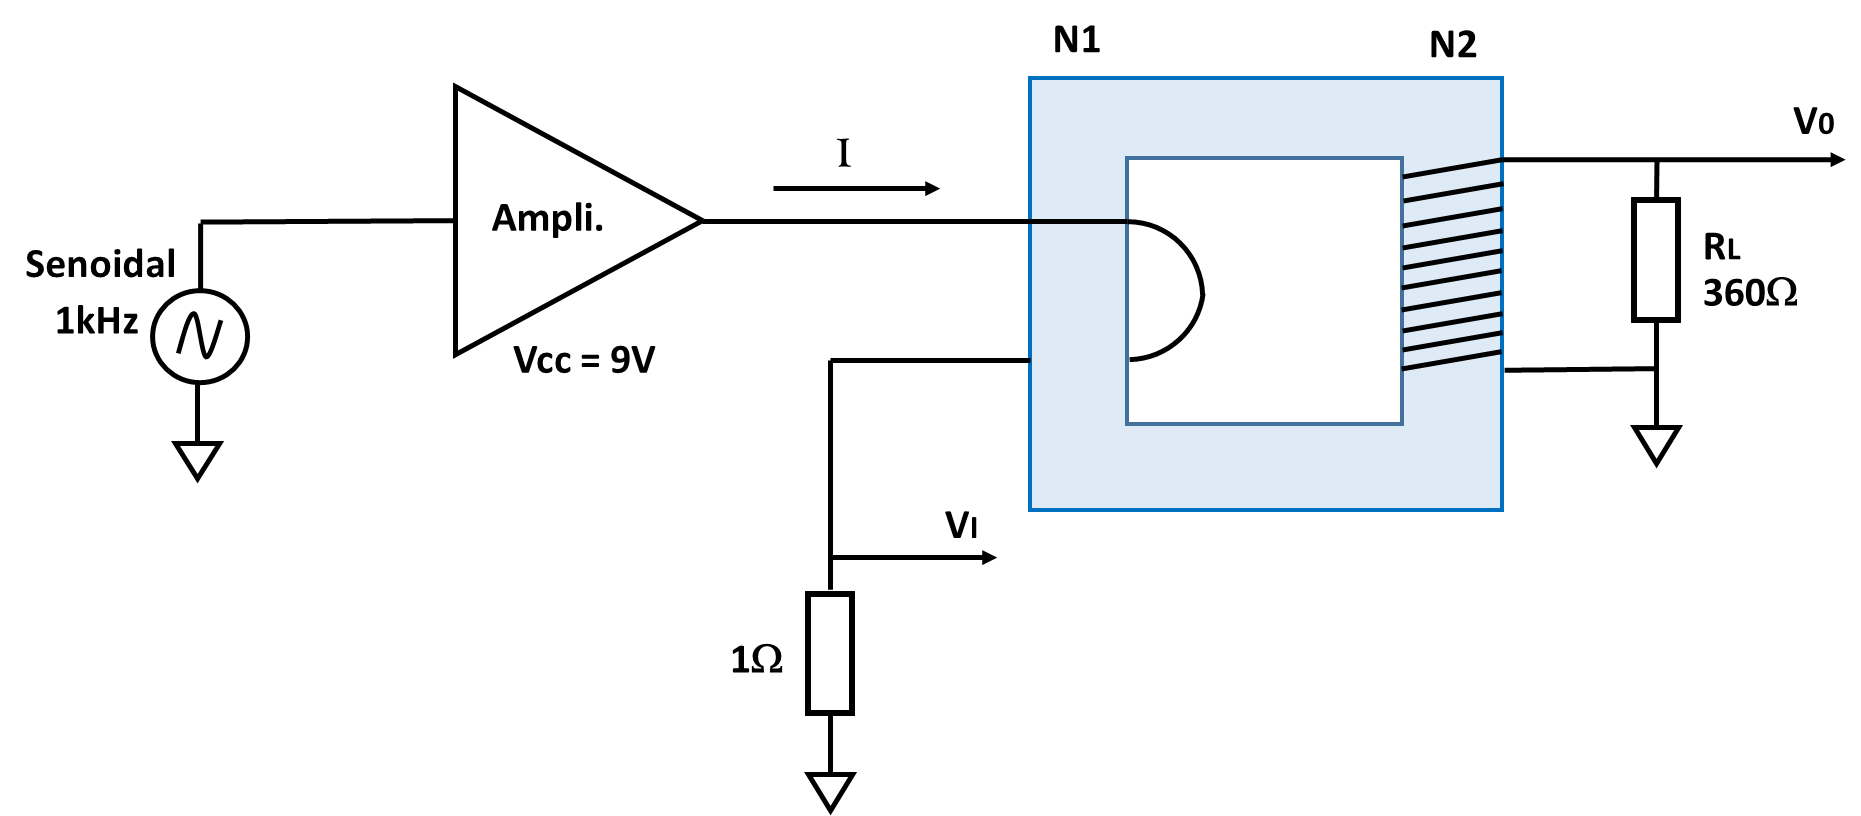 N1
N2
V0
I
Ampli.
Senoidal
1kHz
RL
360Ω
Vcc = 9V
VI
1Ω